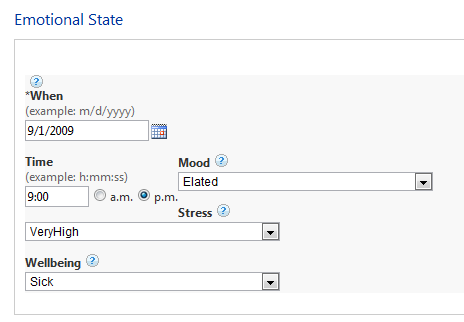 Emotional State
*When
(example: m/d/yyyy)
9/1/2009
Time
(example: h:mm:ss)
9:00 a.m. p.m.
Mood
Elated
Stress
VeryHigh
Wellbeing
Sick